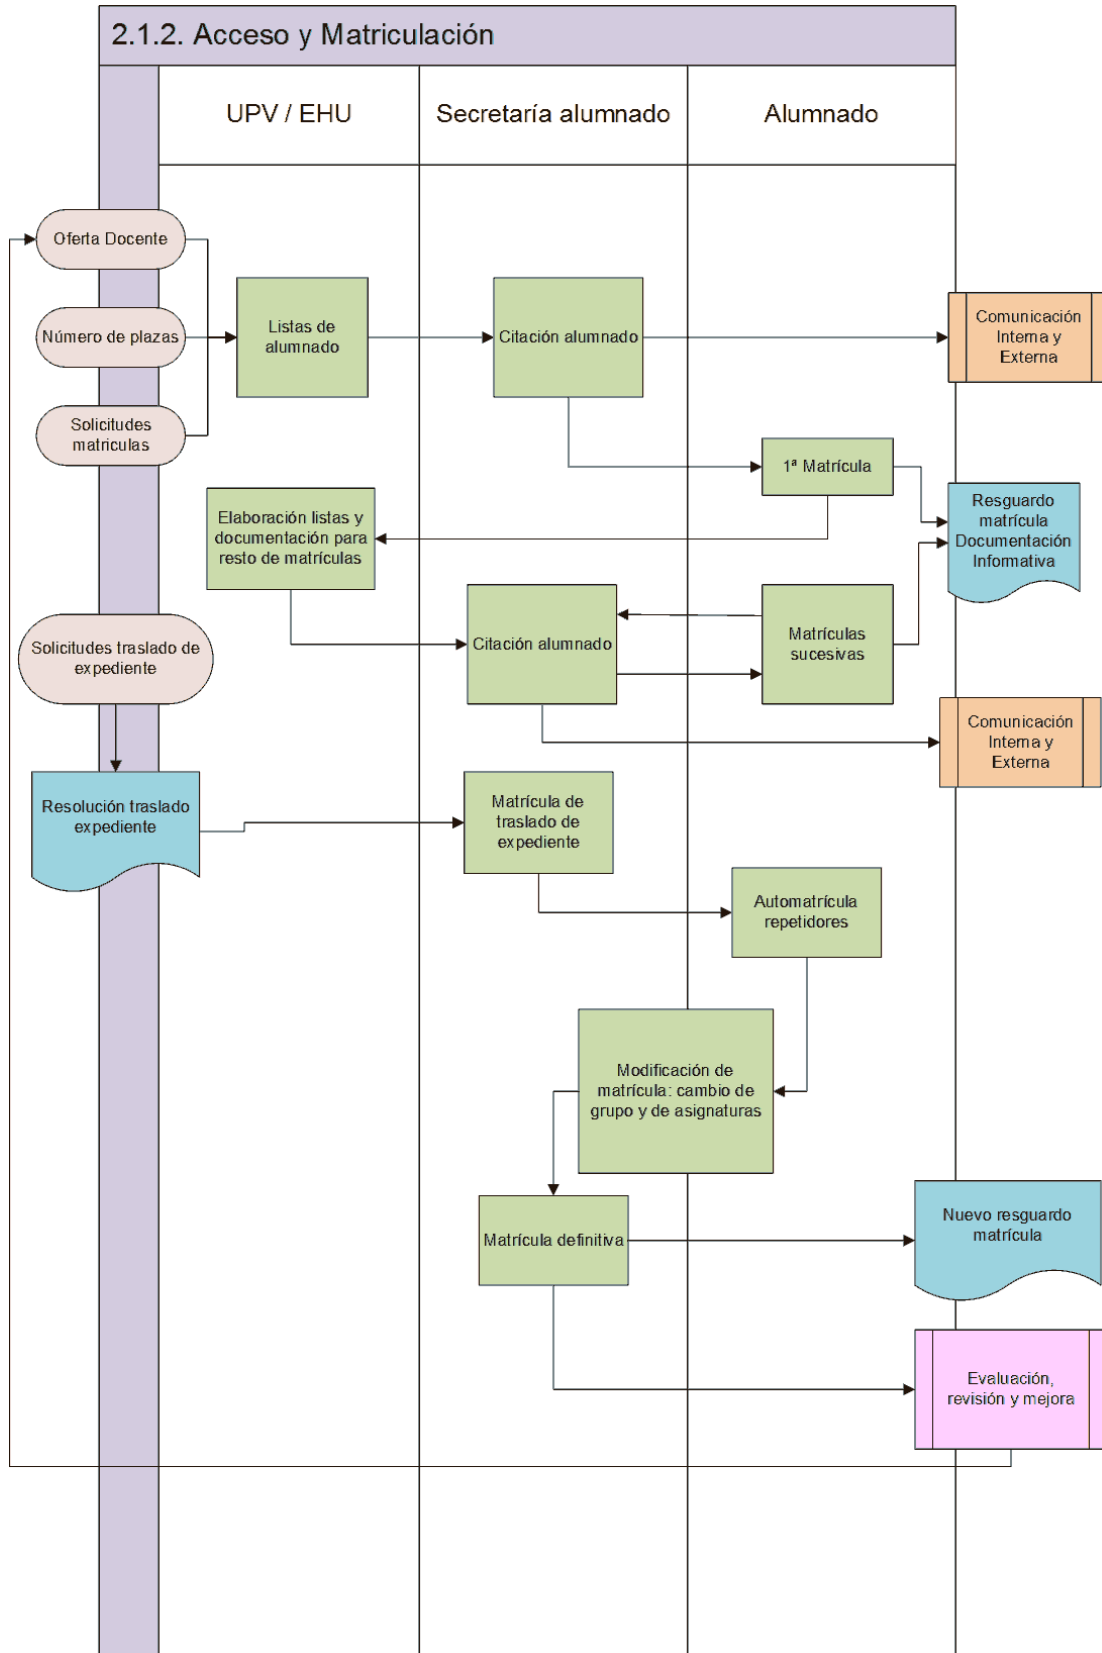 2.1.2. Acceso y Matriculación
UPV / EHU
Secretaría alumnado
Alumnado
Oferta Docente
Número de plazas
Solicitudes
matriculas
Listas de
alumnado
Citación alumnado
Comunicación
Interna y
Externa
1ª Matrícula
Resguardo
matrícula
Documentación
Informativa
Elaboración listas y
documentación para
resto de matrículas
Solicitudes traslado de
expediente
Citación alumnado
Matrículas
sucesivas
Comunicación
Interna y
Externa
Resolución traslado
expediente
Matrícula de
traslado de
expediente
Automatrícula
repetidores
Modificación de
matrícula: cambio de
grupo y de asignaturas
Matrícula definitiva
Nuevo resguardo
matrícula
Evaluación,
revisión y mejora